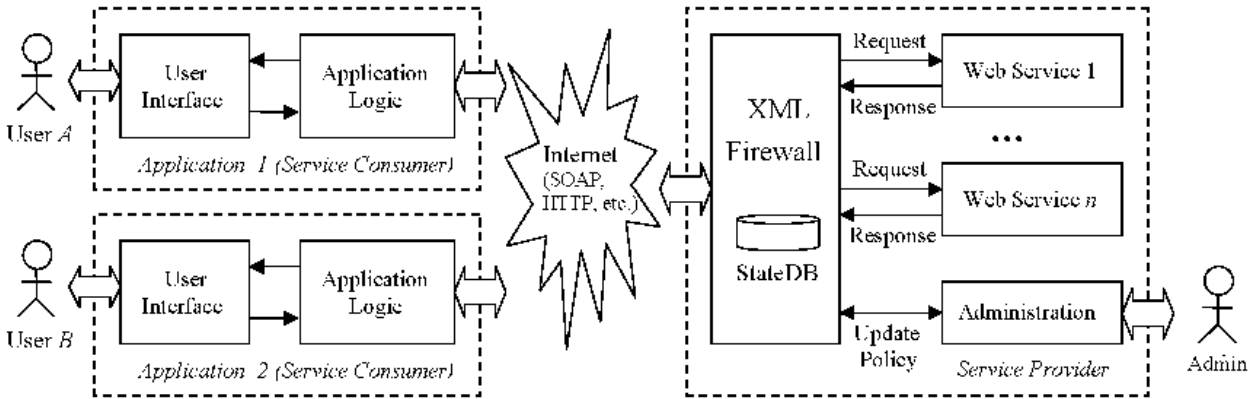 User A
User
Interface
Application
Logic
Application 1 (Service Consumer)
User B
User
Interface
Application
Logic
Application 2 (Service Consumer)
Internet
(SOAP,
HTTP, etc.)
XML
Firewall
StateDB
Request
Response
Web Service 1
...
Request
Response
Web Service n
Update
Policy
Administration
Service Provider
Admin